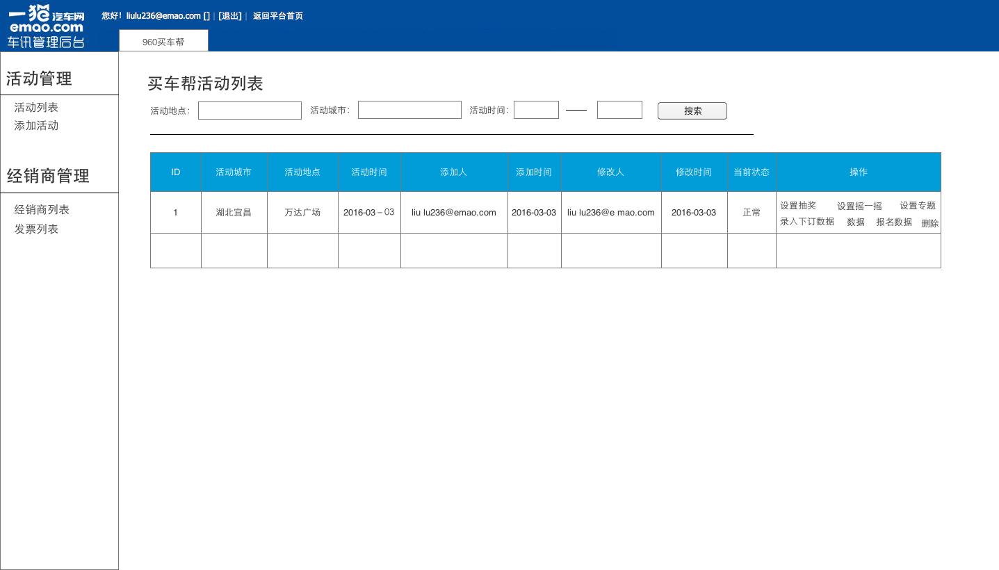 一猫汽车网
emao.com
车讯管理后台
您好！liulu236@emao.com [] | [退出] | 返回平台首页
960买车帮
活动管理
活动列表
添加活动
经销商管理
经销商列表
发票列表
买车帮活动列表
活动地点： 活动城市： 活动时间： 搜索
ID 活动城市 活动地点 活动时间 添加人 添加时间 修改人 修改时间 当前状态 操作
1 湖北宜昌 万达广场 2016-03－03 liu lu236@emao.com 2016-03-03 liu lu236@e mao.com 2016-03-03 正常 设置抽奖 设置摇一摇 设置专题
录入下订数据 数据 报名数据 删除